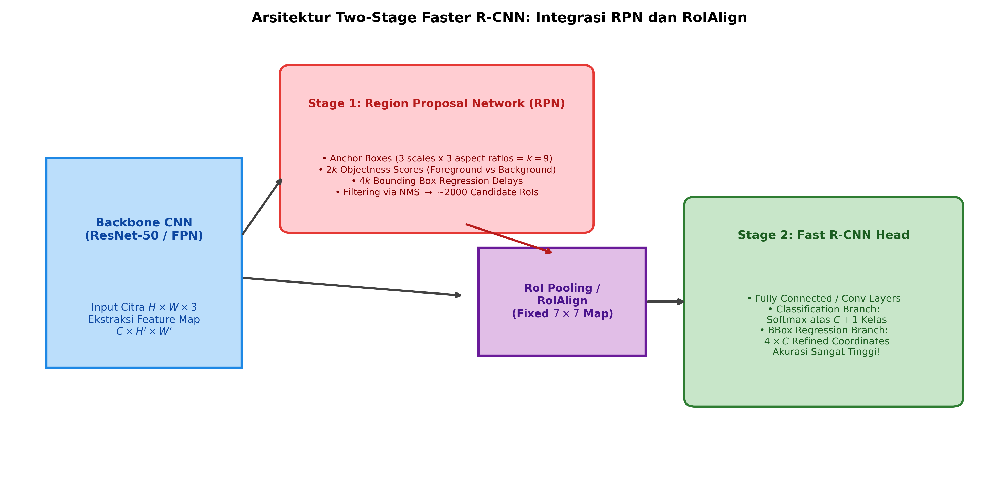 Arsitektur Two-Stage Faster R-CNN: Integrasi RPN dan RoIAlign
Stage 1: Region Proposal Network (RPN)
• Anchor Boxes (3 scales x 3 aspect ratios = k = 9)
• 2k Objectness Scores (Foreground vs Background)
• 4k Bounding Box Regression Delays
• Filtering via NMS → ~2000 Candidate RoIs
Backbone CNN
(ResNet-50 / FPN)
Input Citra H × W × 3
Ekstraksi Feature Map
C × H′ × W′
RoI Pooling /
RoIAlign
(Fixed 7 × 7 Map)
Stage 2: Fast R-CNN Head
• Fully-Connected / Conv Layers
• Classification Branch:
Softmax atas C + 1 Kelas
• BBox Regression Branch:
4 × C Refined Coordinates
Akurasi Sangat Tinggi!